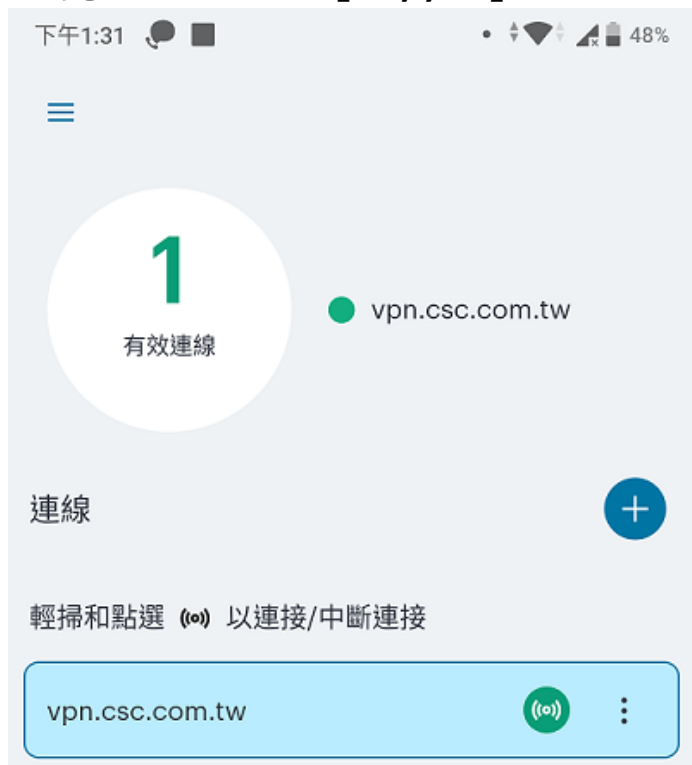 下午1:31 48%
1
有效連線
vpn.csc.com.tw
連線
輕掃和點選 以連接/中斷連接
vpn.csc.com.tw